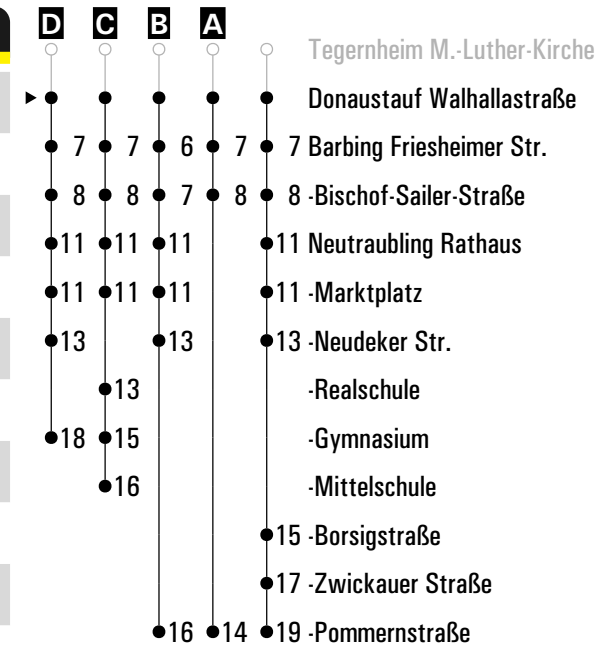 D C B A
Tegernheim M.-Luther-Kirche
Donaustauf Walhallastraße
7 7 6 7 7 Barbing Friesheimer Str.
8 8 7 8 8 -Bischof-Sailer-Straße
11 11 11 11 Neutraubling Rathaus
11 11 11 11 -Marktplatz
13 13 13 -Neudeker Str.
13 -Realschule
18 15 -Gymnasium
16 -Mittelschule
15 -Borsigstraße
17 -Zwickauer Straße
16 14 19 -Pommernstraße